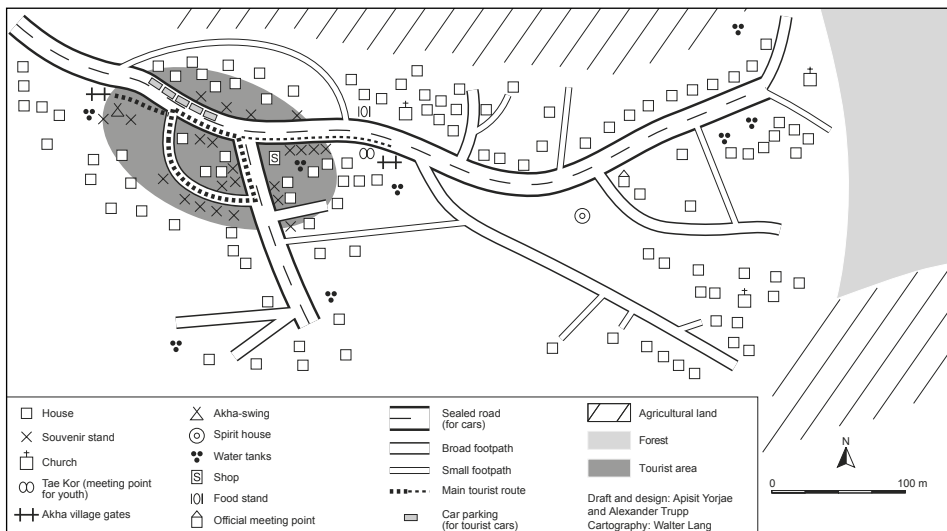 S
S
House
Souvenir stand
Church
Tae Kor (meeting point
for youth)
Akha village gates
Akha-swing
Spirit house
Water tanks
Shop
Food stand
Official meeting point
Sealed road
(for cars)
Broad footpath
Small footpath
Main tourist route
Car parking
(for tourist cars)
Agricultural land
Forest
Tourist area
Draft and design: Apisit Yorjae
and Alexander Trupp
Cartography: Walter Lang
N
0 100 m